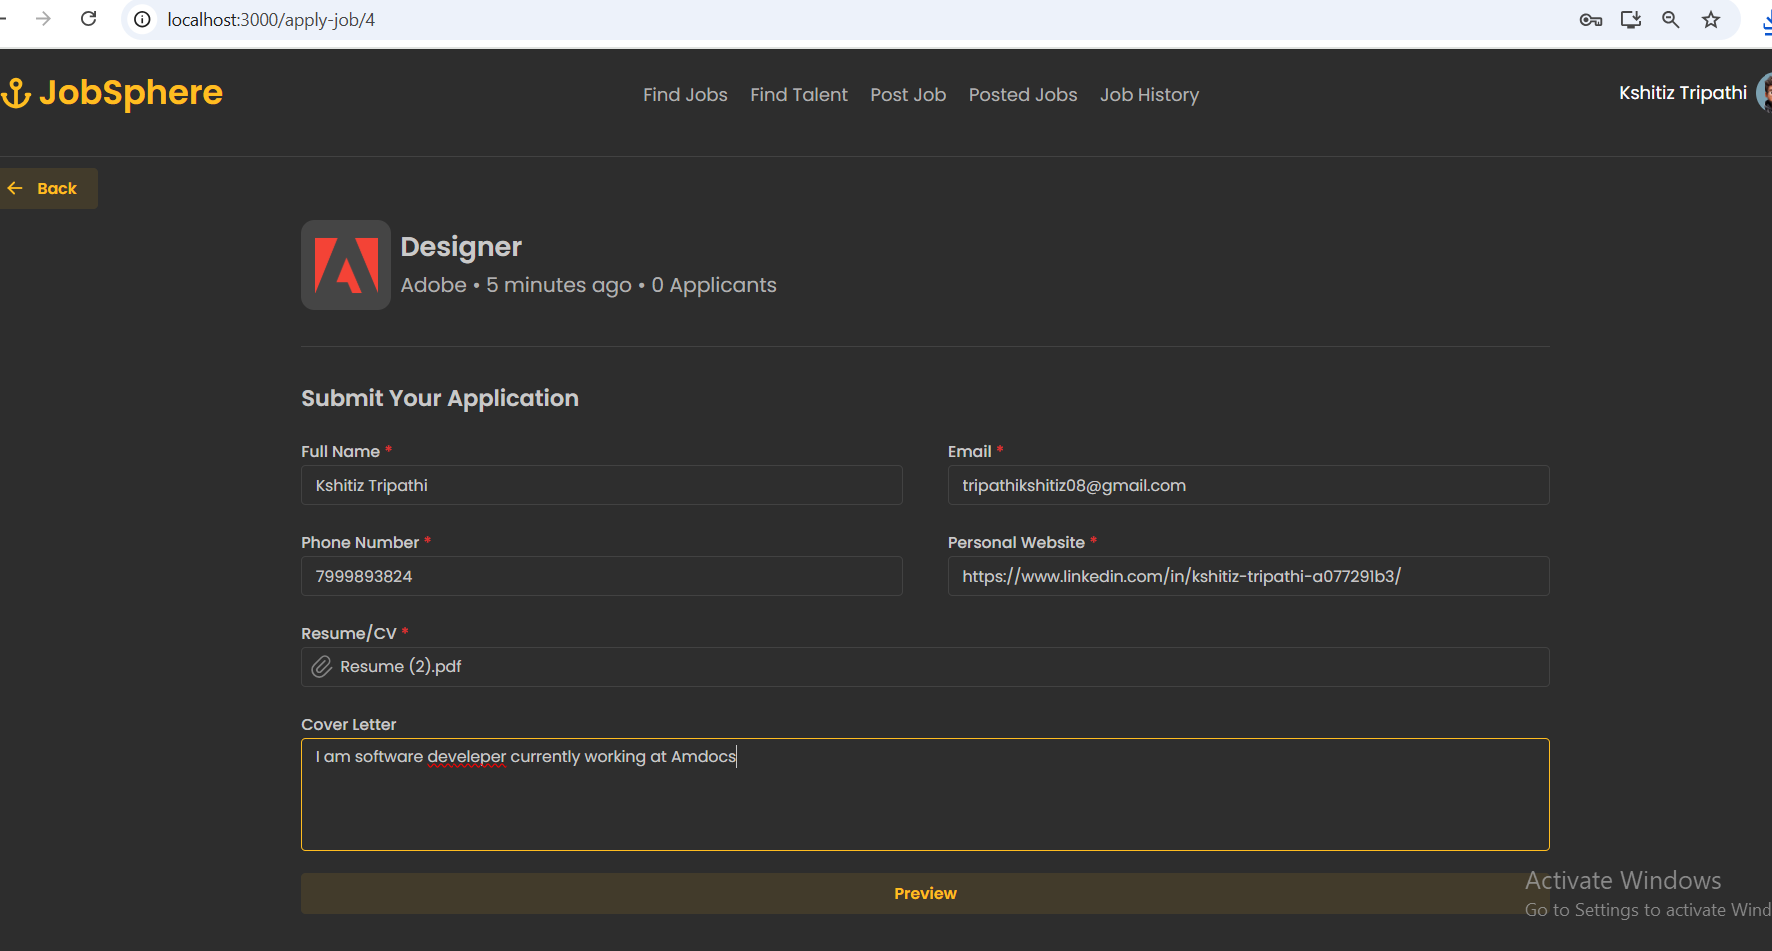 localhost:3000/apply-job/4
JobSphere
Find Jobs Find Talent Post Job Posted Jobs Job History
Kshitiz Tripathi
Back
Designer
Adobe • 5 minutes ago • 0 Applicants
Submit Your Application
Full Name *
Kshitiz Tripathi
Email *
tripathikshitiz08@gmail.com
Phone Number *
7999893824
Personal Website *
https://www.linkedin.com/in/kshitiz-tripathi-a077291b3/
Resume/CV *
Resume (2).pdf
Cover Letter
I am software develeper currently working at Amdocs
Preview
Activate Windows
Go to Settings to activate Wind